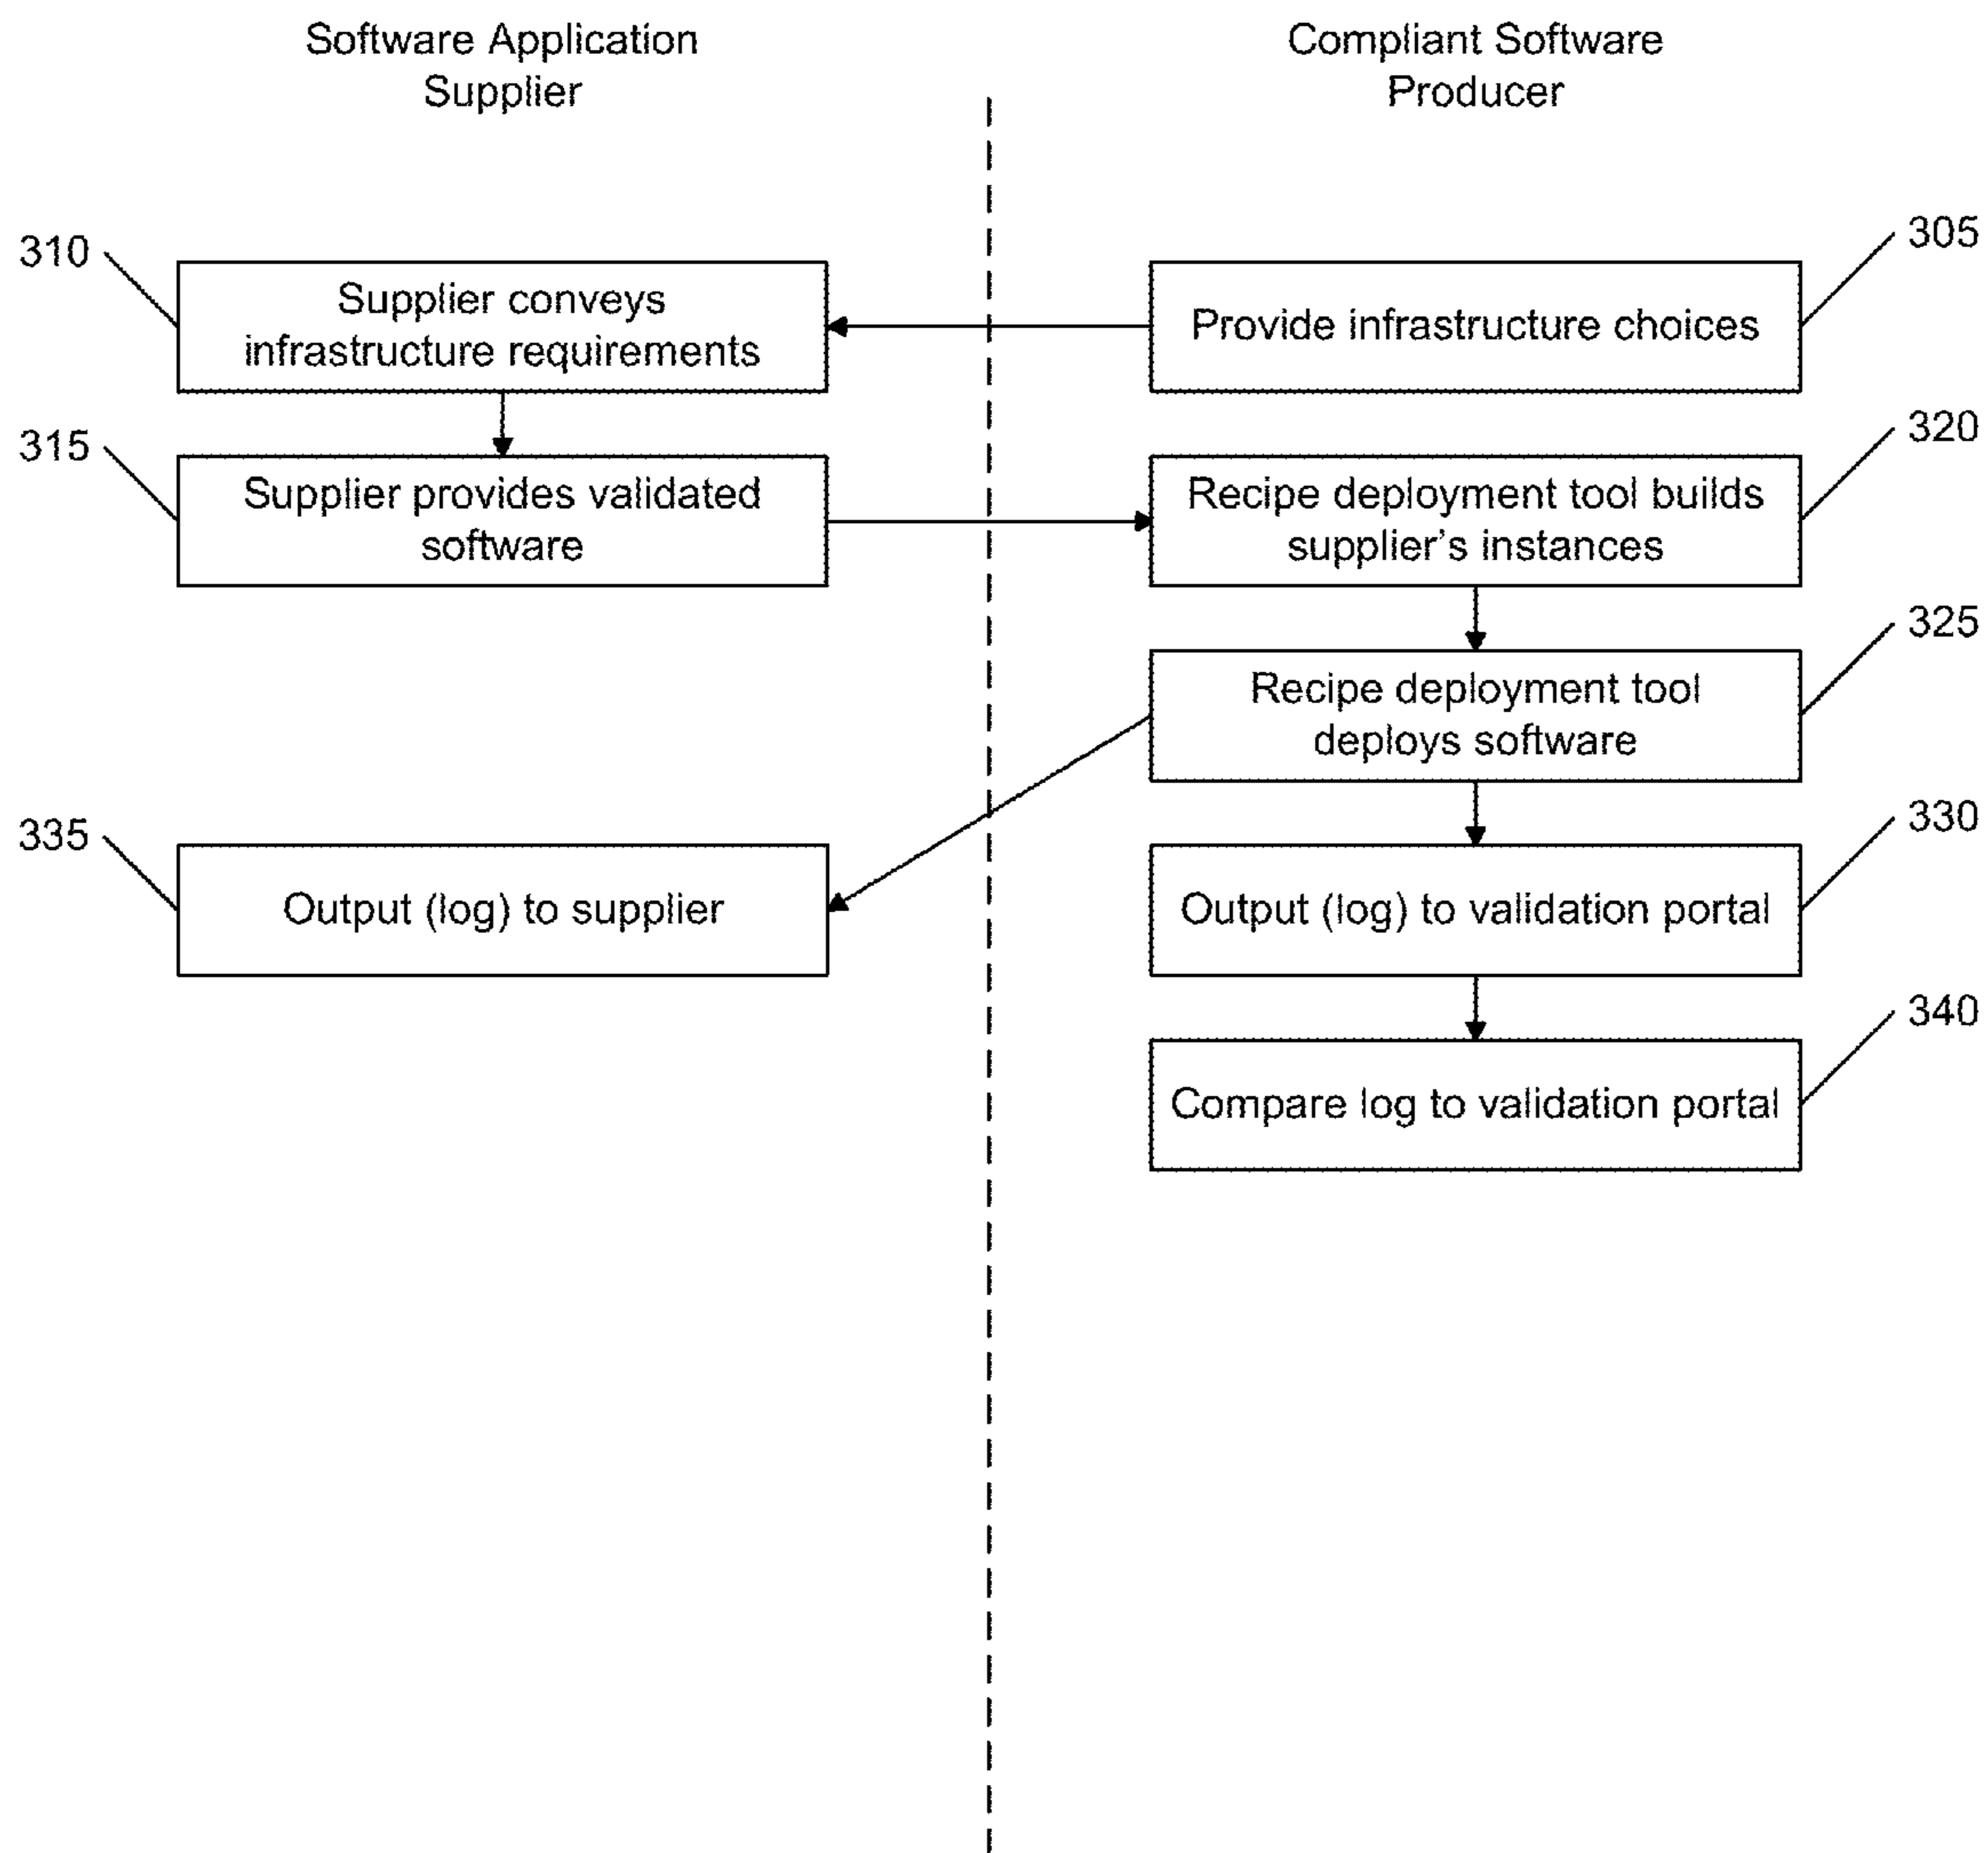 Software Application
Supplier
Compliant Software
Producer
305
310
Supplier conveys
infrastructure requirements
Provide infrastructure choices
315
320
Supplier provides validated
software
Recipe deployment tool builds
supplier's instances
325
Recipe deployment tool
deploys software
330
335
Output (log) to supplier
Output (log) to validation portal
340
Compare log to validation portal